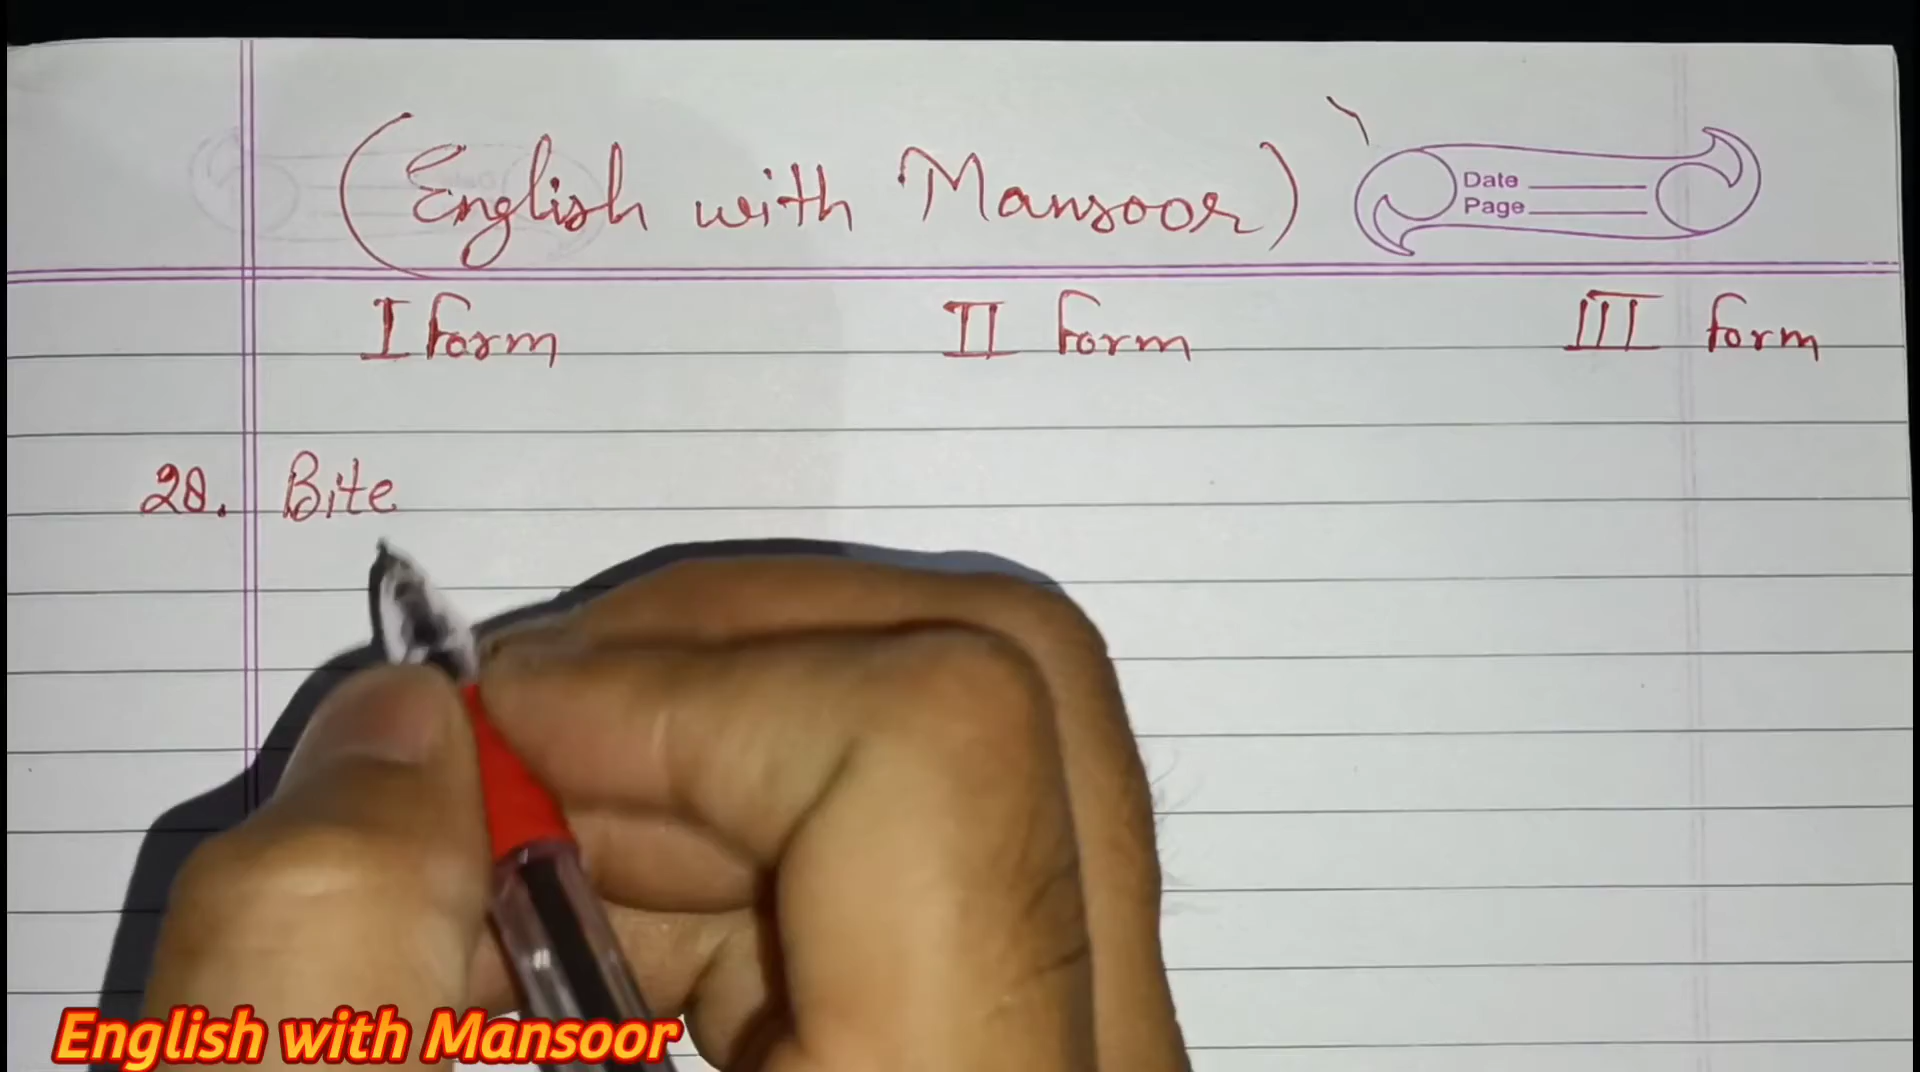 (English with Mansoor)
Date
Page
I form II form III form
28. Bite
English with Mansoor